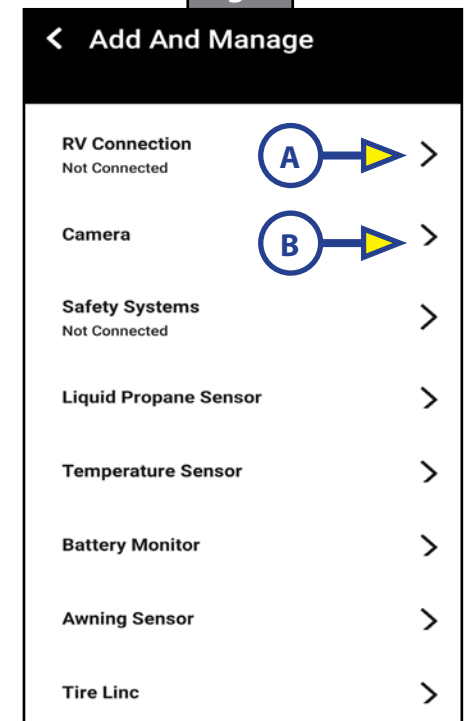 Add And Manage
RV Connection
Not Connected
A
Camera
B
Safety Systems
Not Connected
Liquid Propane Sensor
Temperature Sensor
Battery Monitor
Awning Sensor
Tire Linc